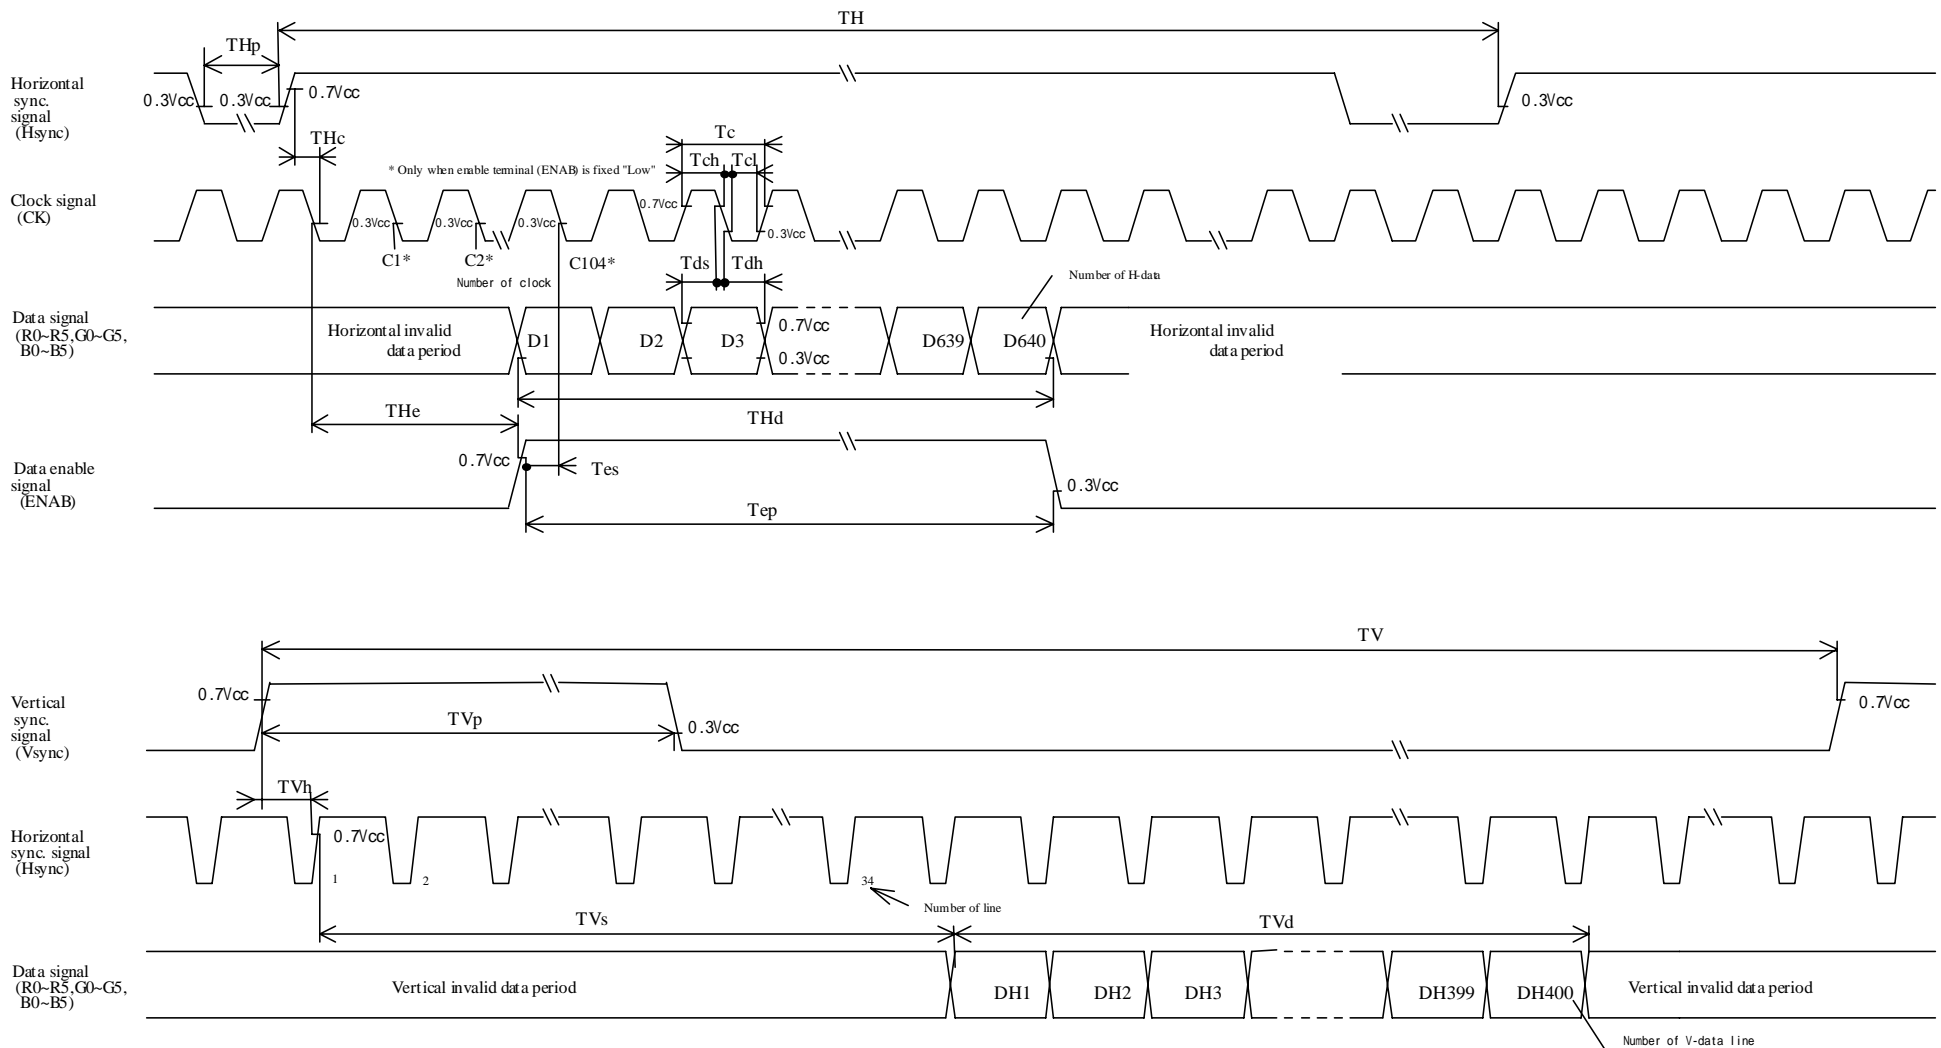 TH
THp
Horizontal
sync.
signal
(Hsync)
0.3Vcc
0.3Vcc
0.7Vcc
0.3Vcc
THc
Tc
* Only when enable terminal (ENAB) is fixed "Low"
Tch
Tcl
Clock signal
(CK)
0.3Vcc
0.3Vcc
0.3Vcc
0.7Vcc
0.3Vcc
C1*
C2*
C104*
Number of clock
Tds
Tdh
Number of H-data
Data signal
(R0~R5,G0~G5,
B0~B5)
Horizontal invalid
data period
D1
D2
D3
0.7Vcc
0.3Vcc
D639
D640
Horizontal invalid
data period
THe
THd
Data enable
signal
(ENAB)
0.7Vcc
Tes
0.3Vcc
Tep
TV
Vertical
sync.
signal
(Vsync)
0.7Vcc
TVp
0.3Vcc
0.7Vcc
TVh
Horizontal
sync. signal
(Hsync)
0.7Vcc
1
2
34
Number of line
TVs
TVd
Data signal
(R0~R5,G0~G5,
B0~B5)
Vertical invalid data period
DH1
DH2
DH3
DH399
DH400
Vertical invalid data period
Number of V-data line